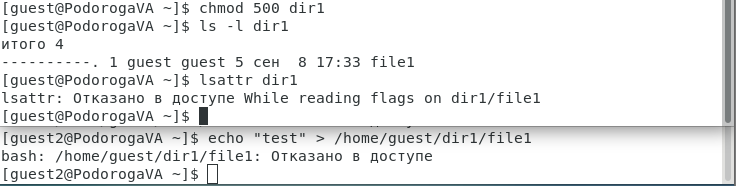 [guest@PodorogaVA ~]$ chmod 500 dir1
[guest@PodorogaVA ~]$ ls -l dir1
итого 4
----------. 1 guest guest 5 сен  8 17:33 file1
[guest@PodorogaVA ~]$ lsattr dir1
lsattr: Отказано в доступе While reading flags on dir1/file1
[guest@PodorogaVA ~]$
[guest2@PodorogaVA ~]$ echo "test" > /home/guest/dir1/file1
bash: /home/guest/dir1/file1: Отказано в доступе
[guest2@PodorogaVA ~]$